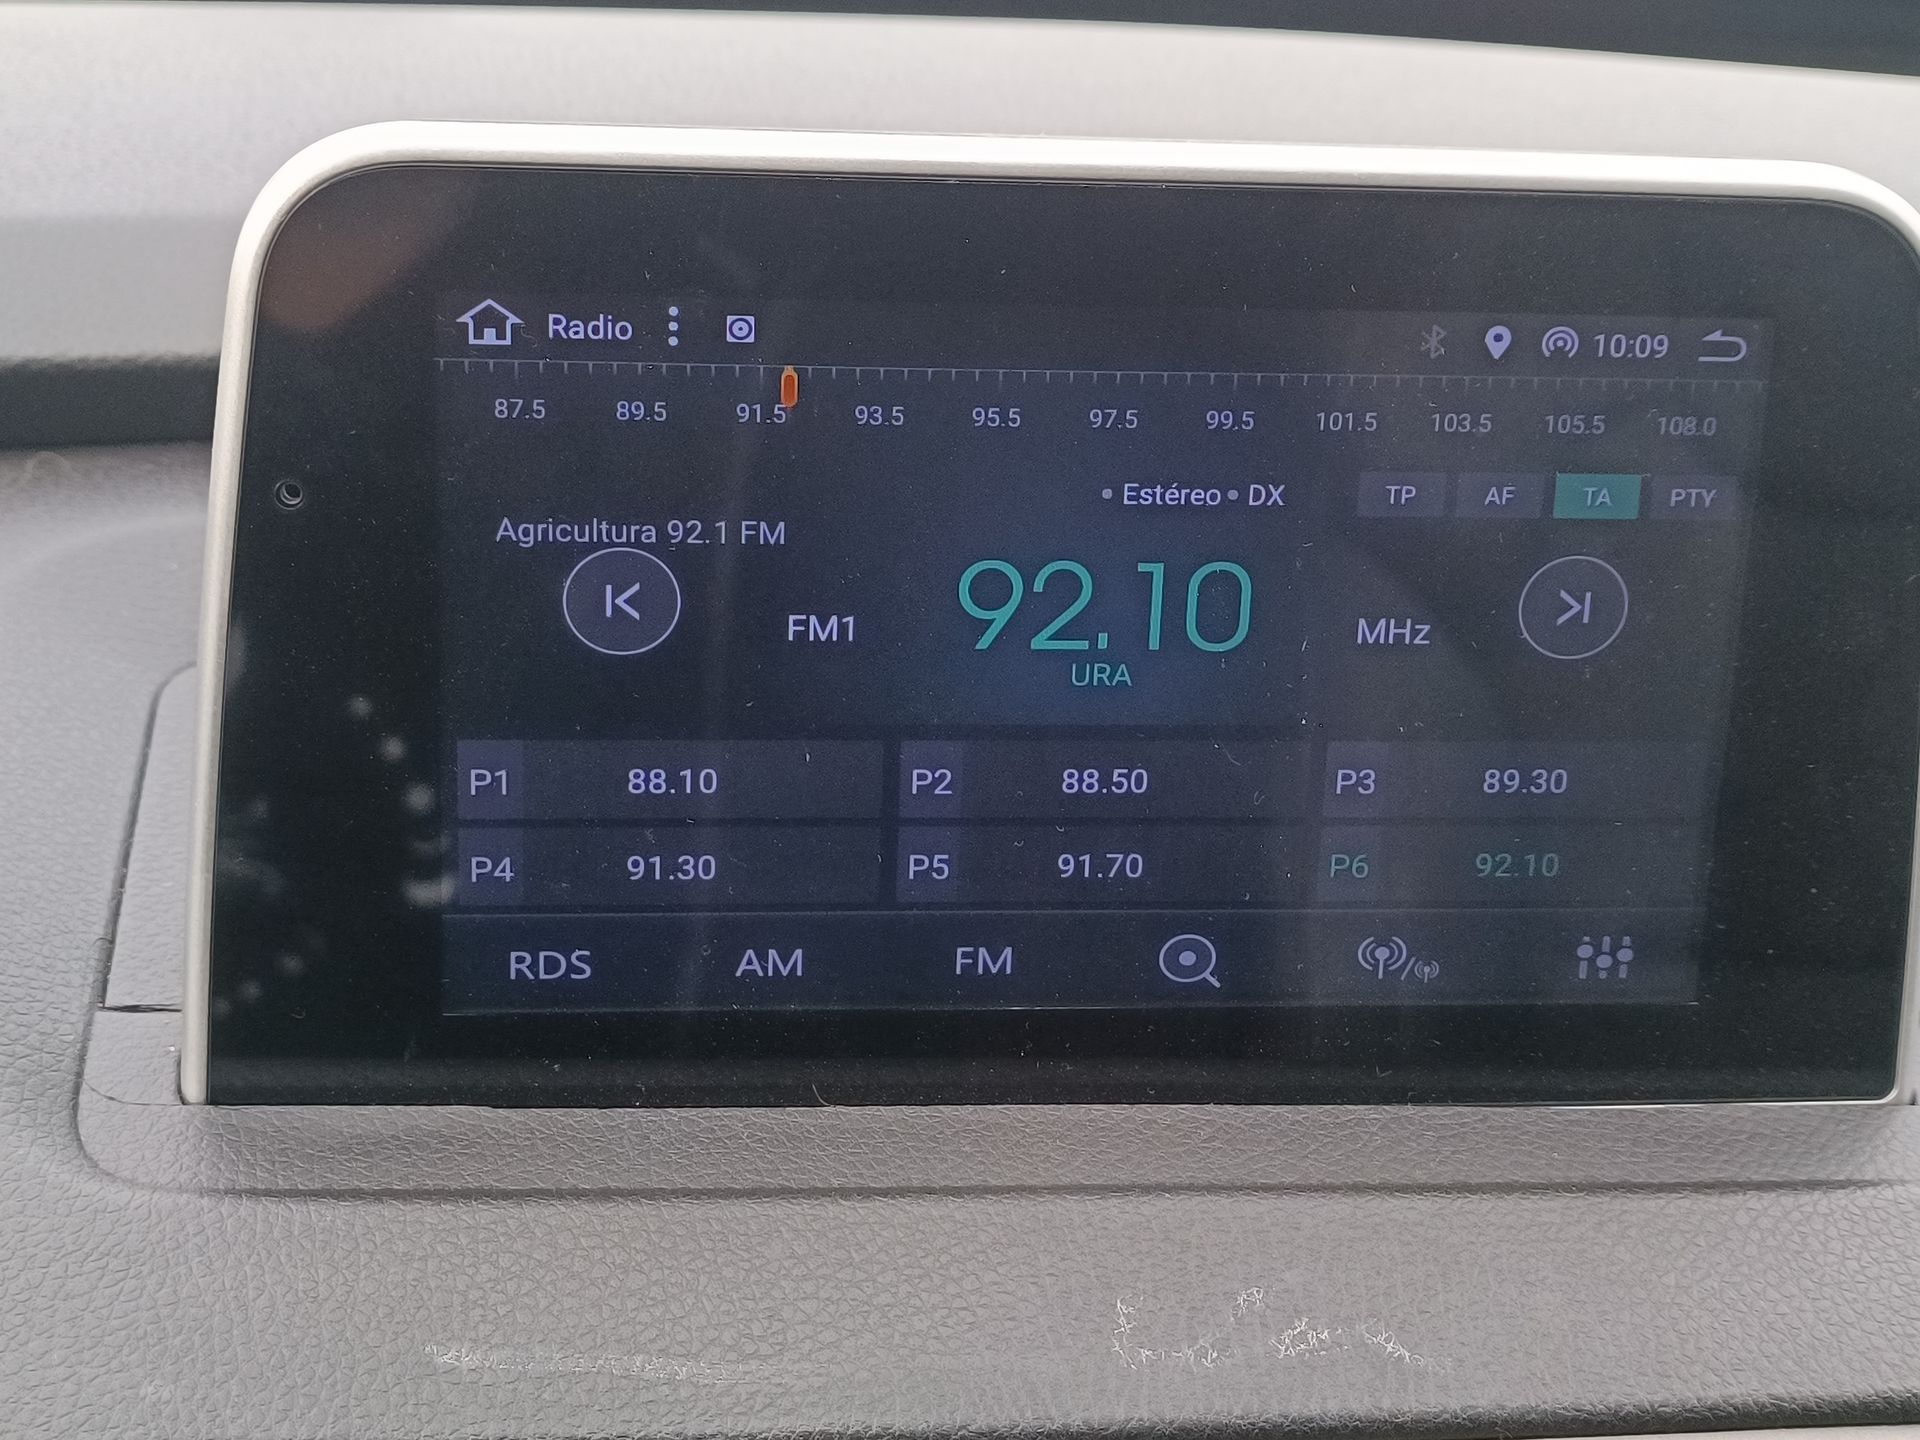 Radio 10:09
87.5 89.5 91.5 93.5 95.5 97.5 99.5 101.5 103.5 105.5 108.0
• Estéreo • DX TP AF TA PTY
Agricultura 92.1 FM
FM1 92.10 MHz
URA
P1 88.10 P2 88.50 P3 89.30
P4 91.30 P5 91.70 P6 92.10
RDS AM FM